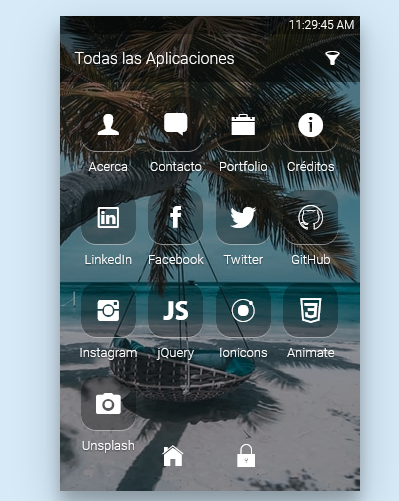 11:29:45 AM
Todas las Aplicaciones
Acerca Contacto Portfolio Créditos
LinkedIn Facebook Twitter GitHub
JS
Instagram jQuery Ionicons Animate
Unsplash